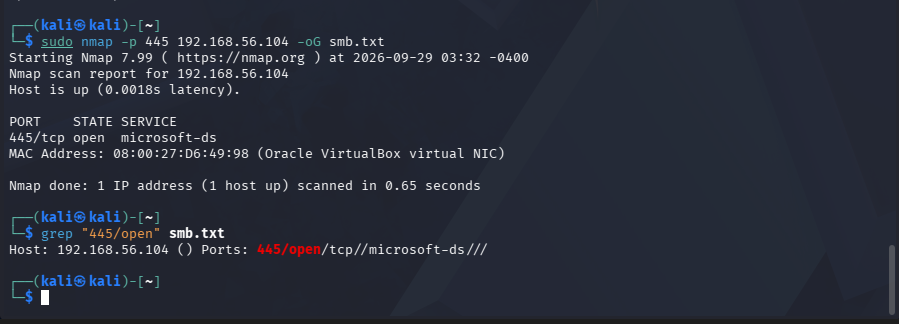 ┌──(kali㉿kali)-[~]
└─$ sudo nmap -p 445 192.168.56.104 -oG smb.txt
Starting Nmap 7.99 ( https://nmap.org ) at 2026-09-29 03:32 -0400
Nmap scan report for 192.168.56.104
Host is up (0.0018s latency).

PORT    STATE SERVICE
445/tcp open  microsoft-ds
MAC Address: 08:00:27:D6:49:98 (Oracle VirtualBox virtual NIC)

Nmap done: 1 IP address (1 host up) scanned in 0.65 seconds

┌──(kali㉿kali)-[~]
└─$ grep "445/open" smb.txt
Host: 192.168.56.104 () Ports: 445/open/tcp//microsoft-ds///

┌──(kali㉿kali)-[~]
└─$